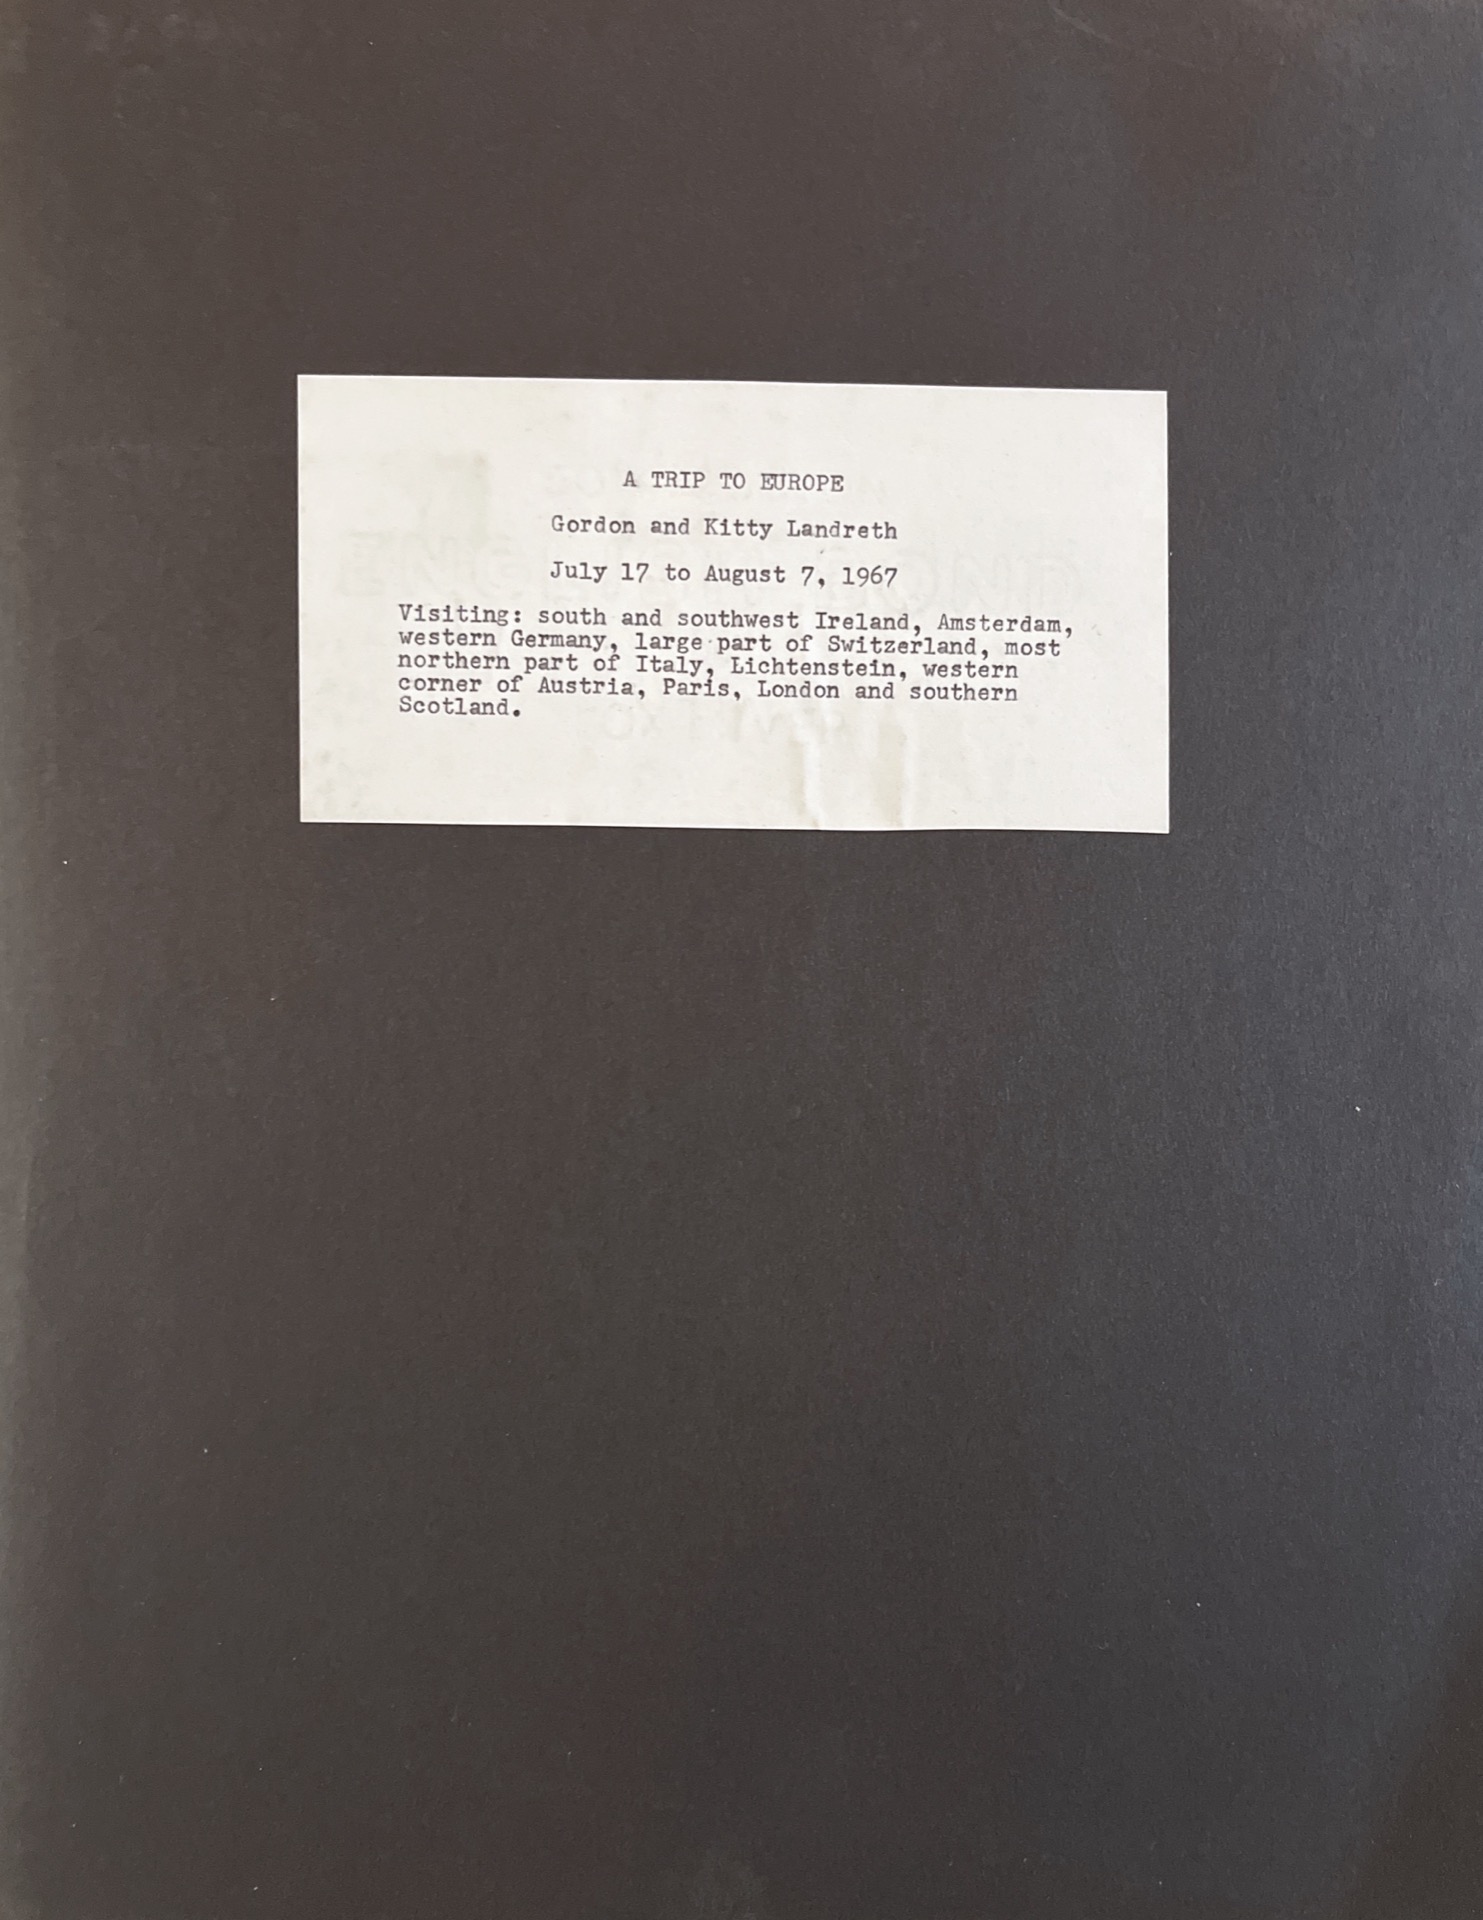 A TRIP TO EUROPE
Gordon and Kitty Landreth
July 17 to August 7, 1967
Visiting: south and southwest Ireland, Amsterdam,
western Germany, large part of Switzerland, most
northern part of Italy, Lichtenstein, western
corner of Austria, Paris, London and southern
Scotland.